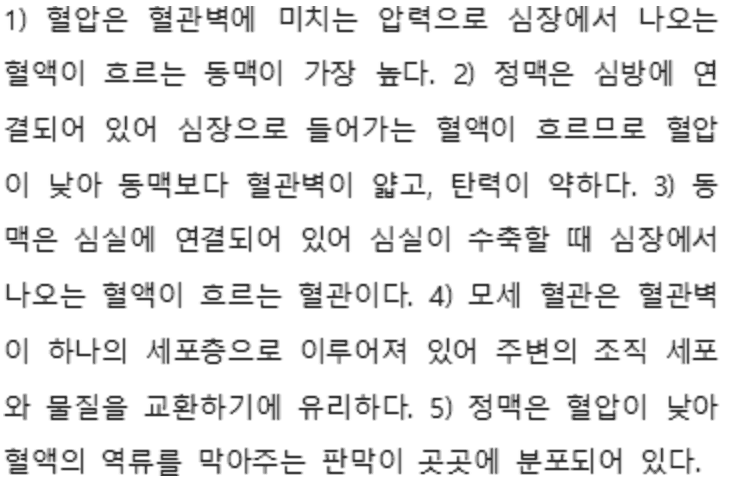 1) 혈압은 혈관벽에 미치는 압력으로 심장에서 나오는
혈액이 흐르는 동맥이 가장 높다. 2) 정맥은 심방에 연
결되어 있어 심장으로 들어가는 혈액이 흐르므로 혈압
이 낮아 동맥보다 혈관벽이 얇고, 탄력이 약하다. 3) 동
맥은 심실에 연결되어 있어 심실이 수축할 때 심장에서
나오는 혈액이 흐르는 혈관이다. 4) 모세 혈관은 혈관벽
이 하나의 세포층으로 이루어져 있어 주변의 조직 세포
와 물질을 교환하기에 유리하다. 5) 정맥은 혈압이 낮아
혈액의 역류를 막아주는 판막이 곳곳에 분포되어 있다.